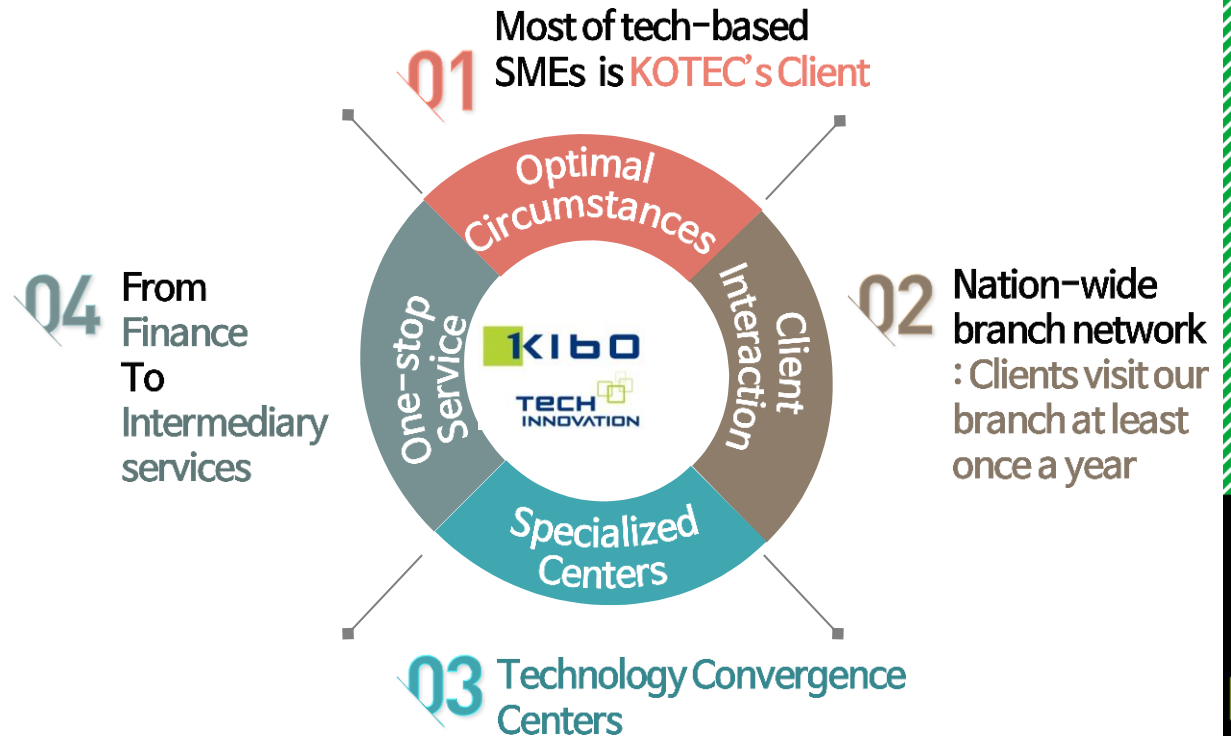 01
Most of tech-based
SMEs is KOTEC's Client
Optimal
Circumstances
02
Nation-wide
branch network
: Clients visit our
branch at least
once a year
Client
Interaction
03
Technology Convergence
Centers
Specialized
Centers
04
From
Finance
To
Intermediary
services
One-stop
Service
KIBO
TECH
INNOVATION